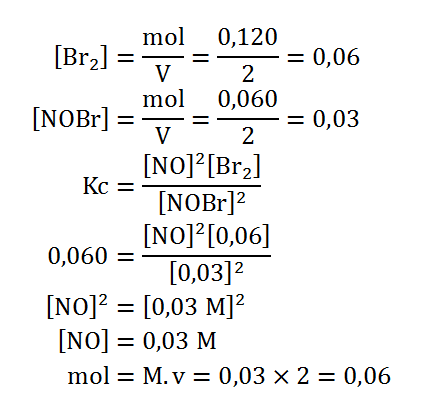 [Br₂] = mol/V = 0,120/2 = 0,06
[NOBr] = mol/V = 0,060/2 = 0,03
Kc = [NO]²[Br₂]/[NOBr]²
0,060 = [NO]²[0,06]/[0,03]²
[NO]² = [0,03 M]²
[NO] = 0,03 M
mol = M. v = 0,03 × 2 = 0,06